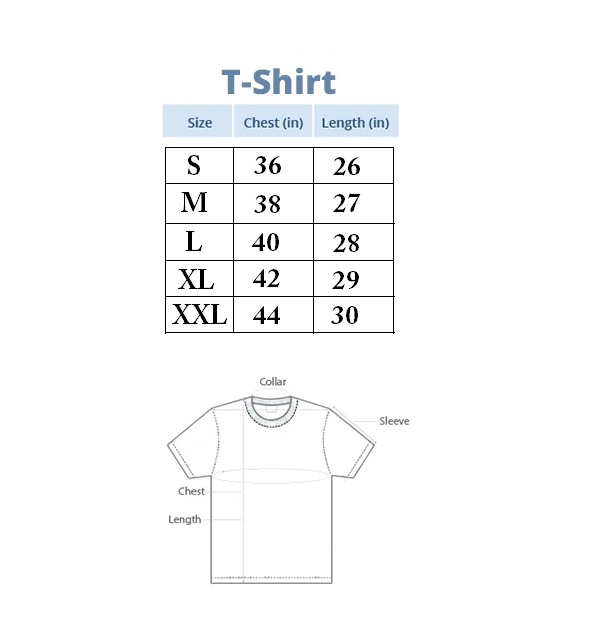 T-Shirt
Size Chest (in) Length (in)
S 36 26
M 38 27
L 40 28
XL 42 29
XXL 44 30
Collar
Sleeve
Chest
Length